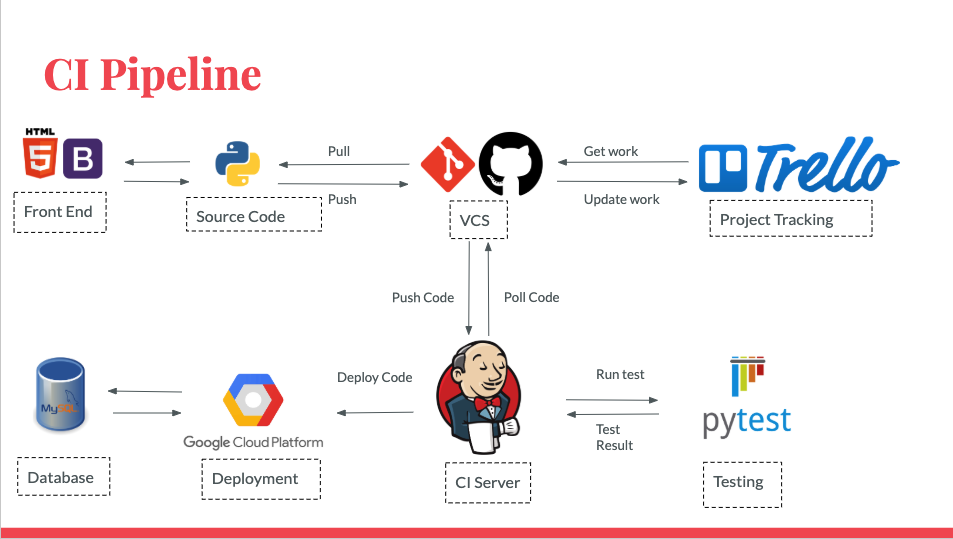 CI Pipeline
HTML
5
B
Front End
Source Code
Pull
Push
VCS
Get work
Update work
Trello
Project Tracking
Push Code
Poll Code
MySQL
Database
Google Cloud Platform
Deployment
Deploy Code
CI Server
Run test
Test
Result
pytest
Testing